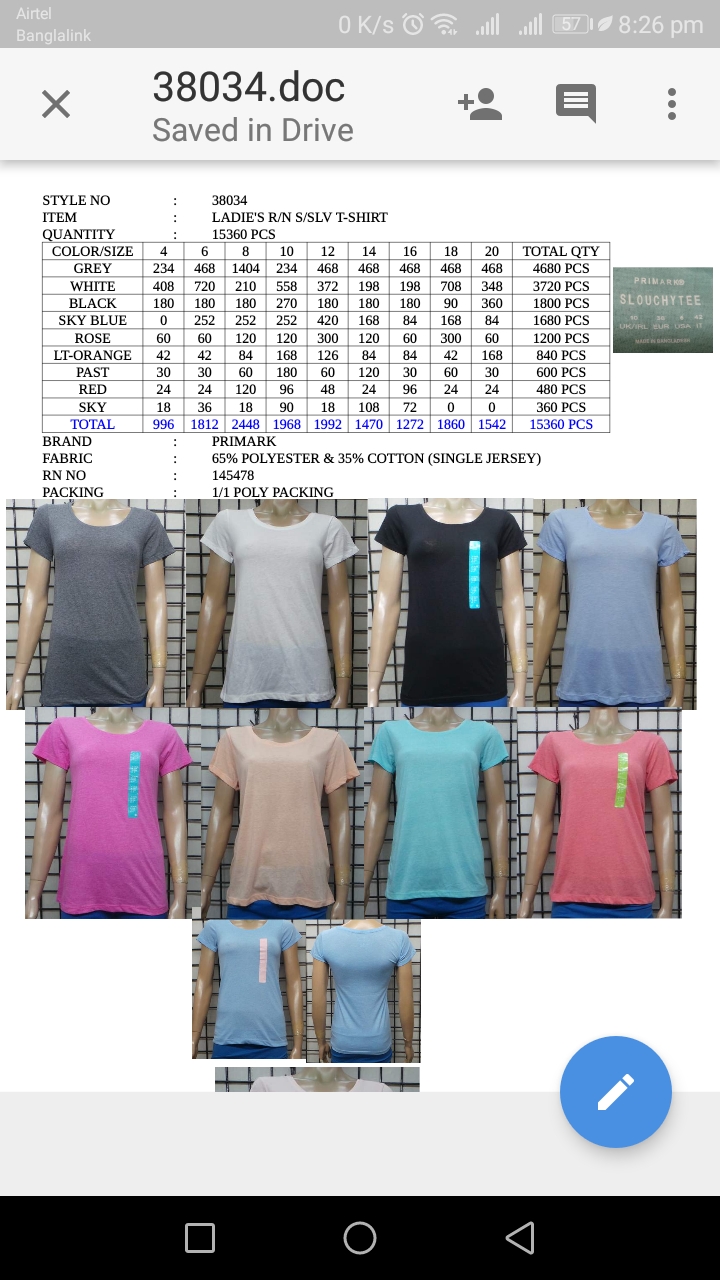 Airtel
Banglalink
0 K/s 57 8:26 pm
38034.doc
Saved in Drive
STYLE NO : 38034
ITEM : LADIE'S R/N S/SLV T-SHIRT
QUANTITY : 15360 PCS
COLOR/SIZE 4 6 8 10 12 14 16 18 20 TOTAL QTY
GREY 234 468 1404 234 468 468 468 468 468 4680 PCS
WHITE 408 720 210 558 372 198 198 708 348 3720 PCS
BLACK 180 180 180 270 180 180 180 90 360 1800 PCS
SKY BLUE 0 252 252 252 420 168 84 168 84 1680 PCS
ROSE 60 60 120 120 300 120 60 300 60 1200 PCS
LT-ORANGE 42 42 84 168 126 84 84 42 168 840 PCS
PAST 30 30 60 180 60 120 30 60 30 600 PCS
RED 24 24 120 96 48 24 96 24 24 480 PCS
SKY 18 36 18 90 18 108 72 0 0 360 PCS
TOTAL 996 1812 2448 1968 1992 1470 1272 1860 1542 15360 PCS
PRIMARK®
SLOUCHYTEE
MADE IN BANGLADESH
BRAND : PRIMARK
FABRIC : 65% POLYESTER & 35% COTTON (SINGLE JERSEY)
RN NO : 145478
PACKING : 1/1 POLY PACKING